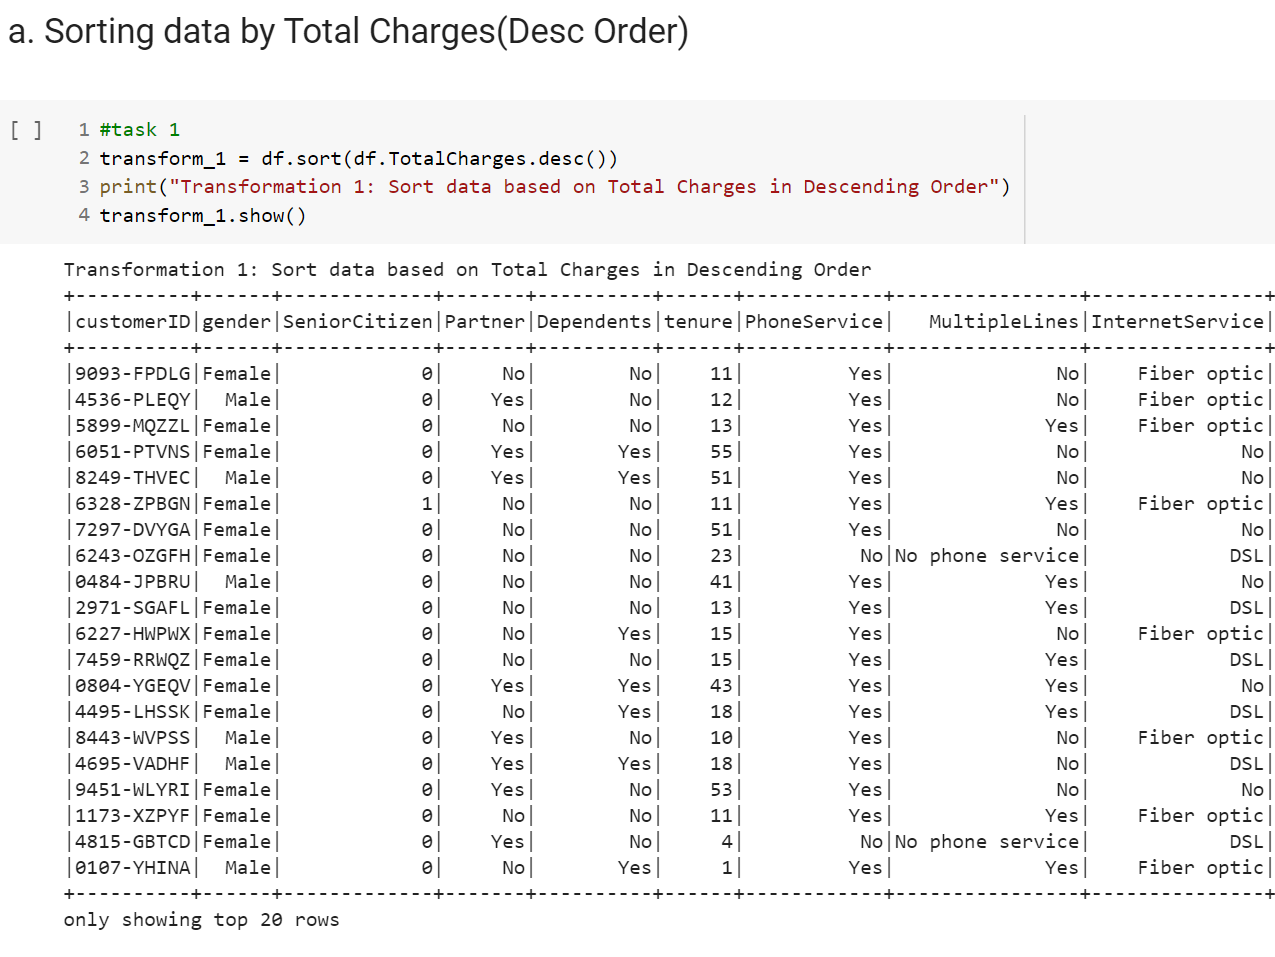 a. Sorting data by Total Charges(Desc Order)
[ ] 1 #task 1
2 transform_1 = df.sort(df.TotalCharges.desc())
3 print("Transformation 1: Sort data based on Total Charges in Descending Order")
4 transform_1.show()
Transformation 1: Sort data based on Total Charges in Descending Order
+----------+------+-------------+-------+----------+------+------------+----------------+---------------+
|customerID|gender|SeniorCitizen|Partner|Dependents|tenure|PhoneService|   MultipleLines|InternetService|
+----------+------+-------------+-------+----------+------+------------+----------------+---------------+
|9093-FPDLG|Female|            0|     No|        No|    11|         Yes|              No|    Fiber optic|
|4536-PLEQY|  Male|            0|    Yes|        No|    12|         Yes|              No|    Fiber optic|
|5899-MQZZL|Female|            0|     No|        No|    13|         Yes|             Yes|    Fiber optic|
|6051-PTVNS|Female|            0|    Yes|       Yes|    55|         Yes|              No|             No|
|8249-THVEC|  Male|            0|    Yes|       Yes|    51|         Yes|              No|             No|
|6328-ZPBGN|Female|            1|     No|        No|    11|         Yes|             Yes|    Fiber optic|
|7297-DVYGA|Female|            0|     No|        No|    51|         Yes|              No|             No|
|6243-OZGFH|Female|            0|     No|        No|    23|          No|No phone service|            DSL|
|0484-JPBRU|  Male|            0|     No|        No|    41|         Yes|             Yes|             No|
|2971-SGAFL|Female|            0|     No|        No|    13|         Yes|             Yes|            DSL|
|6227-HWPWX|Female|            0|     No|       Yes|    15|         Yes|              No|    Fiber optic|
|7459-RRWQZ|Female|            0|     No|        No|    15|         Yes|             Yes|            DSL|
|0804-YGEQV|Female|            0|    Yes|       Yes|    43|         Yes|             Yes|             No|
|4495-LHSSK|Female|            0|     No|       Yes|    18|         Yes|             Yes|            DSL|
|8443-WVPSS|  Male|            0|    Yes|        No|    10|         Yes|              No|    Fiber optic|
|4695-VADHF|  Male|            0|    Yes|       Yes|    18|         Yes|              No|            DSL|
|9451-WLYRI|Female|            0|    Yes|        No|    53|         Yes|              No|             No|
|1173-XZPYF|Female|            0|     No|        No|    11|         Yes|             Yes|    Fiber optic|
|4815-GBTCD|Female|            0|    Yes|        No|     4|          No|No phone service|            DSL|
|0107-YHINA|  Male|            0|     No|       Yes|     1|         Yes|             Yes|    Fiber optic|
+----------+------+-------------+-------+----------+------+------------+----------------+---------------+
only showing top 20 rows